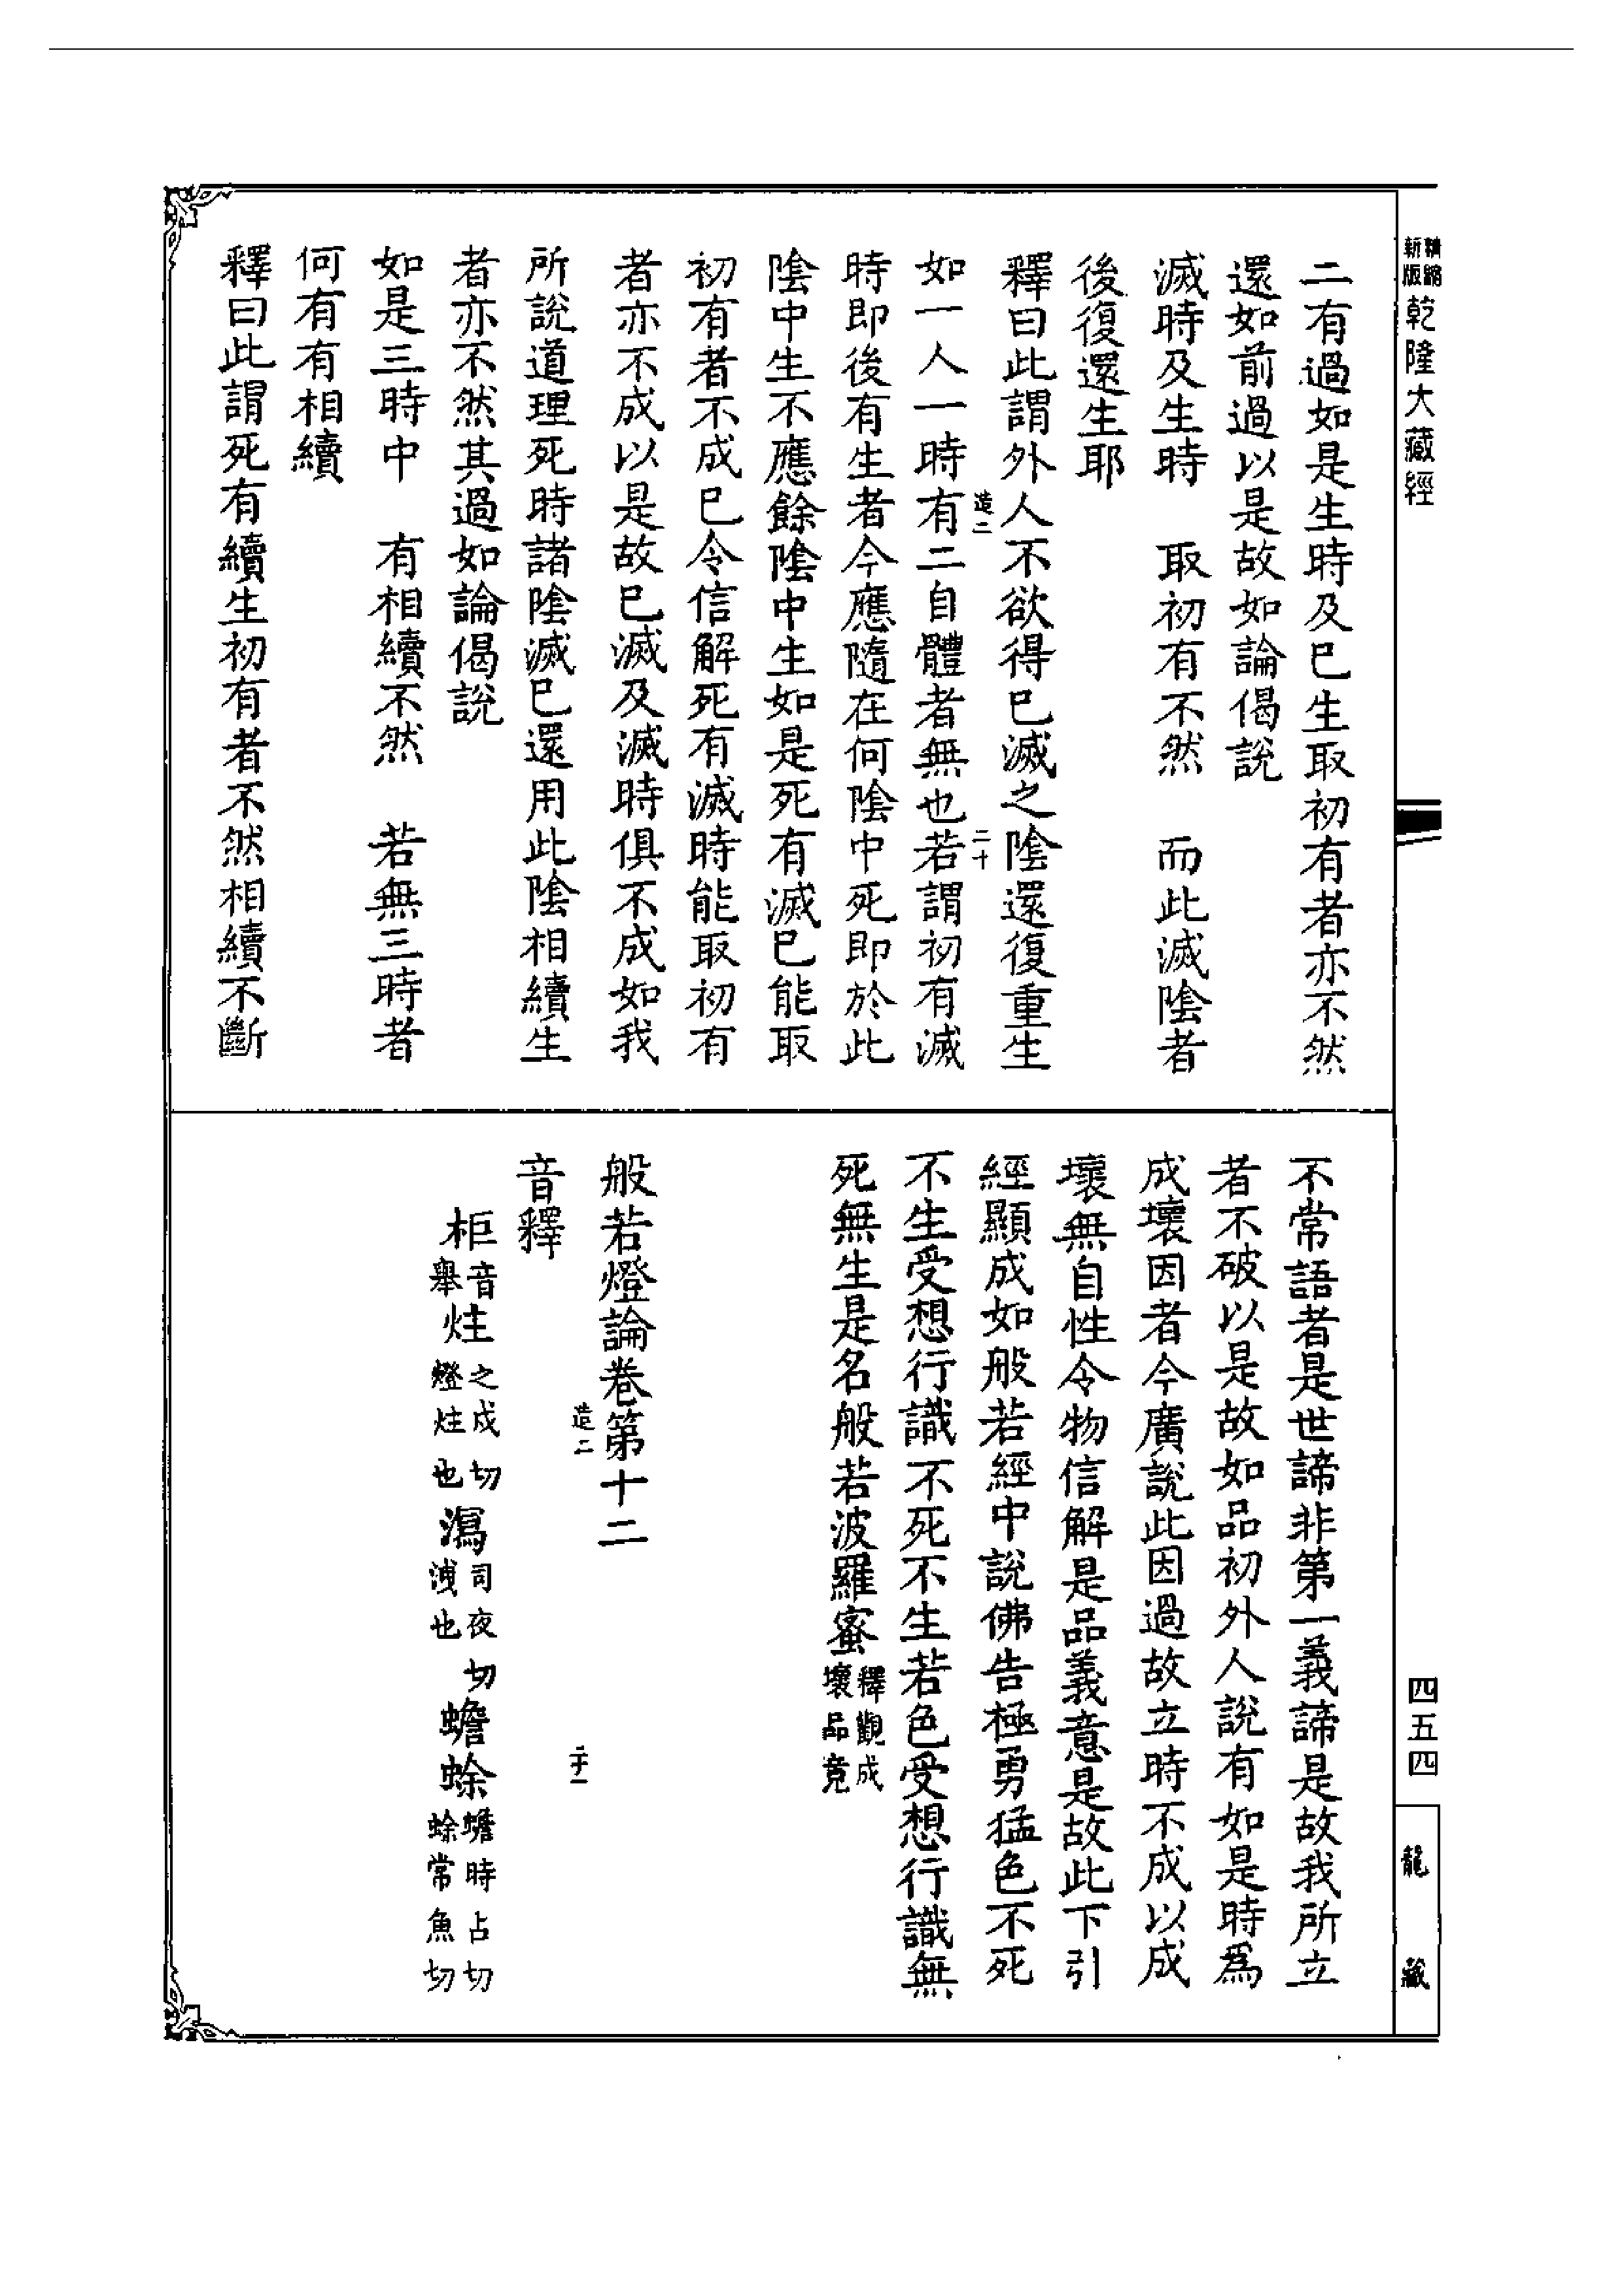 精縮新版乾隆大藏經
二有過如是生時及已生取初有者亦不然
還如前過以是故如論偈說
滅時及生時　取初有不然　而此滅陰者
後復還生耶
釋曰此謂外人不欲得已滅之陰還復重生
造二　二十
如一人一時有二自體者無也若謂初有滅
時即後有生者今應隨在何陰中死即於此
陰中生不應餘陰中生如是死有滅已能取
初有者不成已令信解死有滅時能取初有
者亦不成以是故已滅及滅時俱不成如我
所說道理死時諸陰滅已還用此陰相續生
者亦不然其過如論偈說
如是三時中　有相續不然　若無三時者
何有有相續
釋曰此謂死有續生初有者不然相續不斷
不常語者是世諦非第一義諦是故我所立
者不破以是故如品初外人說有如是時爲
成壞因者今廣說此因過故立時不成以成
壞無自性令物信解是品義意是故此下引
經顯成如般若經中說佛告極勇猛色不死
不生受想行識不死不生若色受想行識無
死無生是名般若波羅蜜釋觀成壞品竟
般若燈論卷第十二
造二　二十一
音釋
柜音舉炷之戍切燈炷也瀉司夜切洩也蟾蜍蟾時占切蜍常魚切
四五四
龍藏